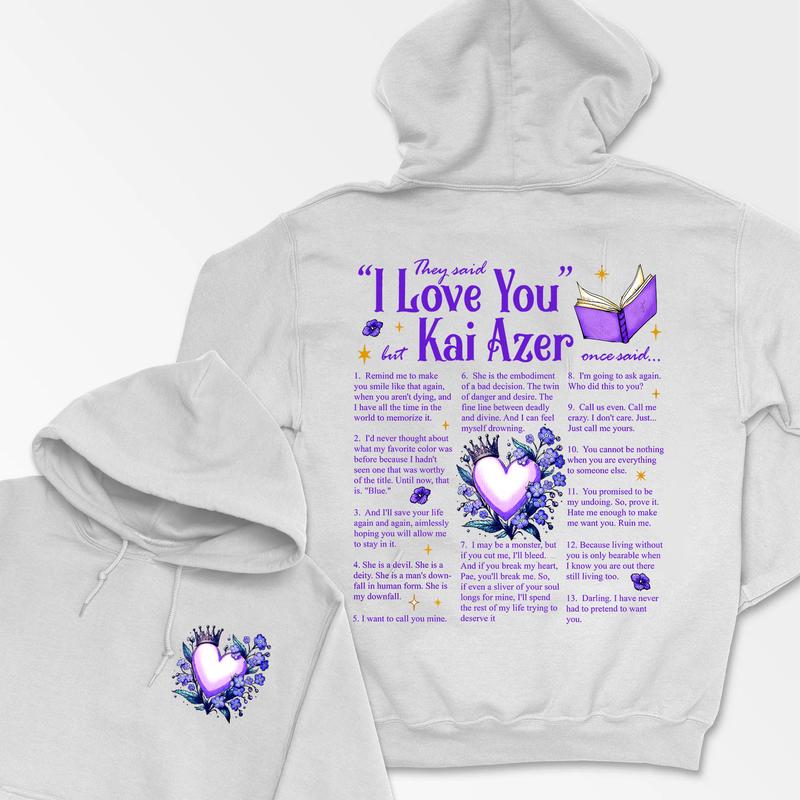 They said
“I Love You”
but Kai Azer once said...
1. Remind me to make
you smile like that again,
when you aren't dying, and
I have all the time in the
world to memorize it.
2. I'd never thought about
what my favorite color was
before because I hadn't
seen one that was worthy
of the title. Until now, that
is. "Blue."
3. And I'll save your life
again and again, aimlessly
hoping you will allow me
to stay in it.
4. She is a devil. She is a
deity. She is a man's down-
fall in human form. She is
my downfall.
5. I want to call you mine.
6. She is the embodiment
of a bad decision. The twin
of danger and desire. The
fine line between deadly
and divine. And I can feel
myself drowning.
7. I may be a monster, but
if you cut me, I'll bleed. . .
And if you break my heart,
Pae, you'll break me. So,
if even a sliver of your soul
longs for mine, I'll spend
the rest of my life trying to
deserve it
8. I'm going to ask again.
Who did this to you?
9. Call us even. Call me
crazy. I don't care. Just...
Just call me yours.
10. You cannot be nothing
when you are everything
to someone else.
11. You promised to be
my undoing. So, prove it.
Hate me enough to make
me want you. Ruin me.
12. Because living without
you is only bearable when
I know you are out there
still living too.
13. Darling. I have never
had to pretend to want
you.